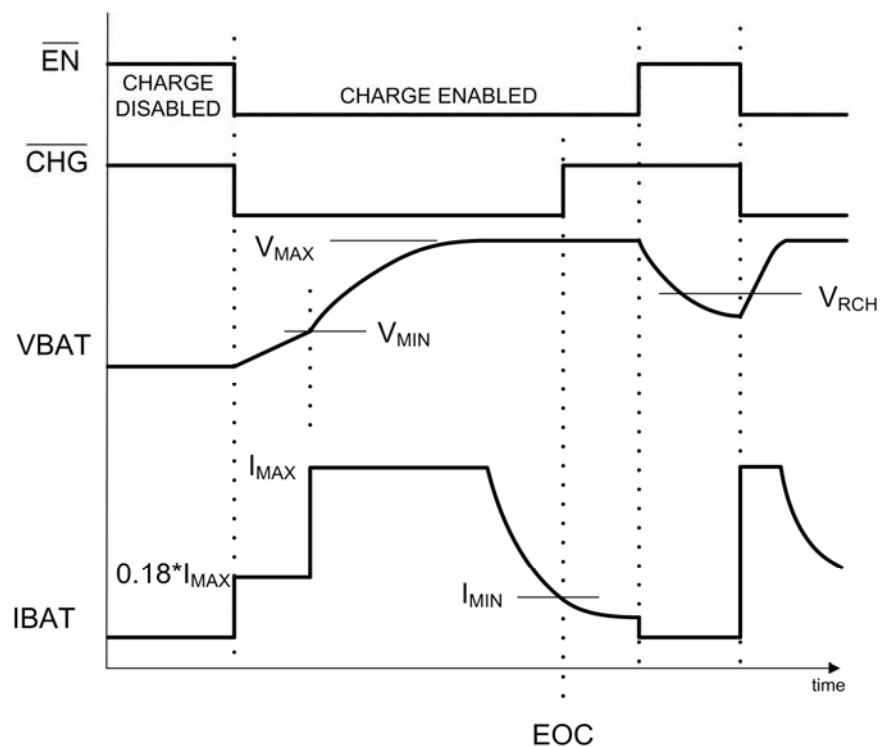 EN
CHARGE
DISABLED
CHARGE ENABLED
CHG
VMAX
VRCH
VMIN
VBAT
IMAX
0.18*IMAX
IMIN
IBAT
time
EOC